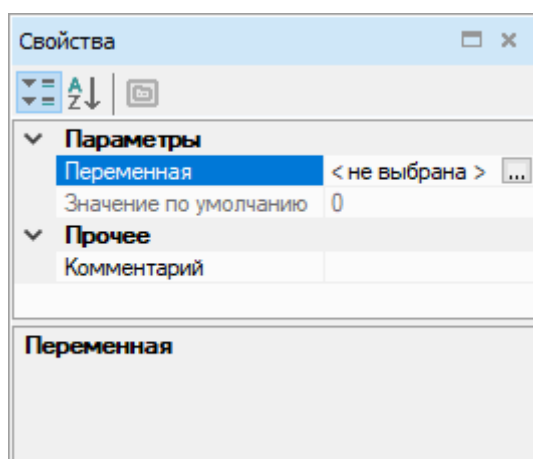 Свойства
Параметры
Переменная < не выбрана > ...
Значение по умолчанию 0
Прочее
Комментарий
Переменная